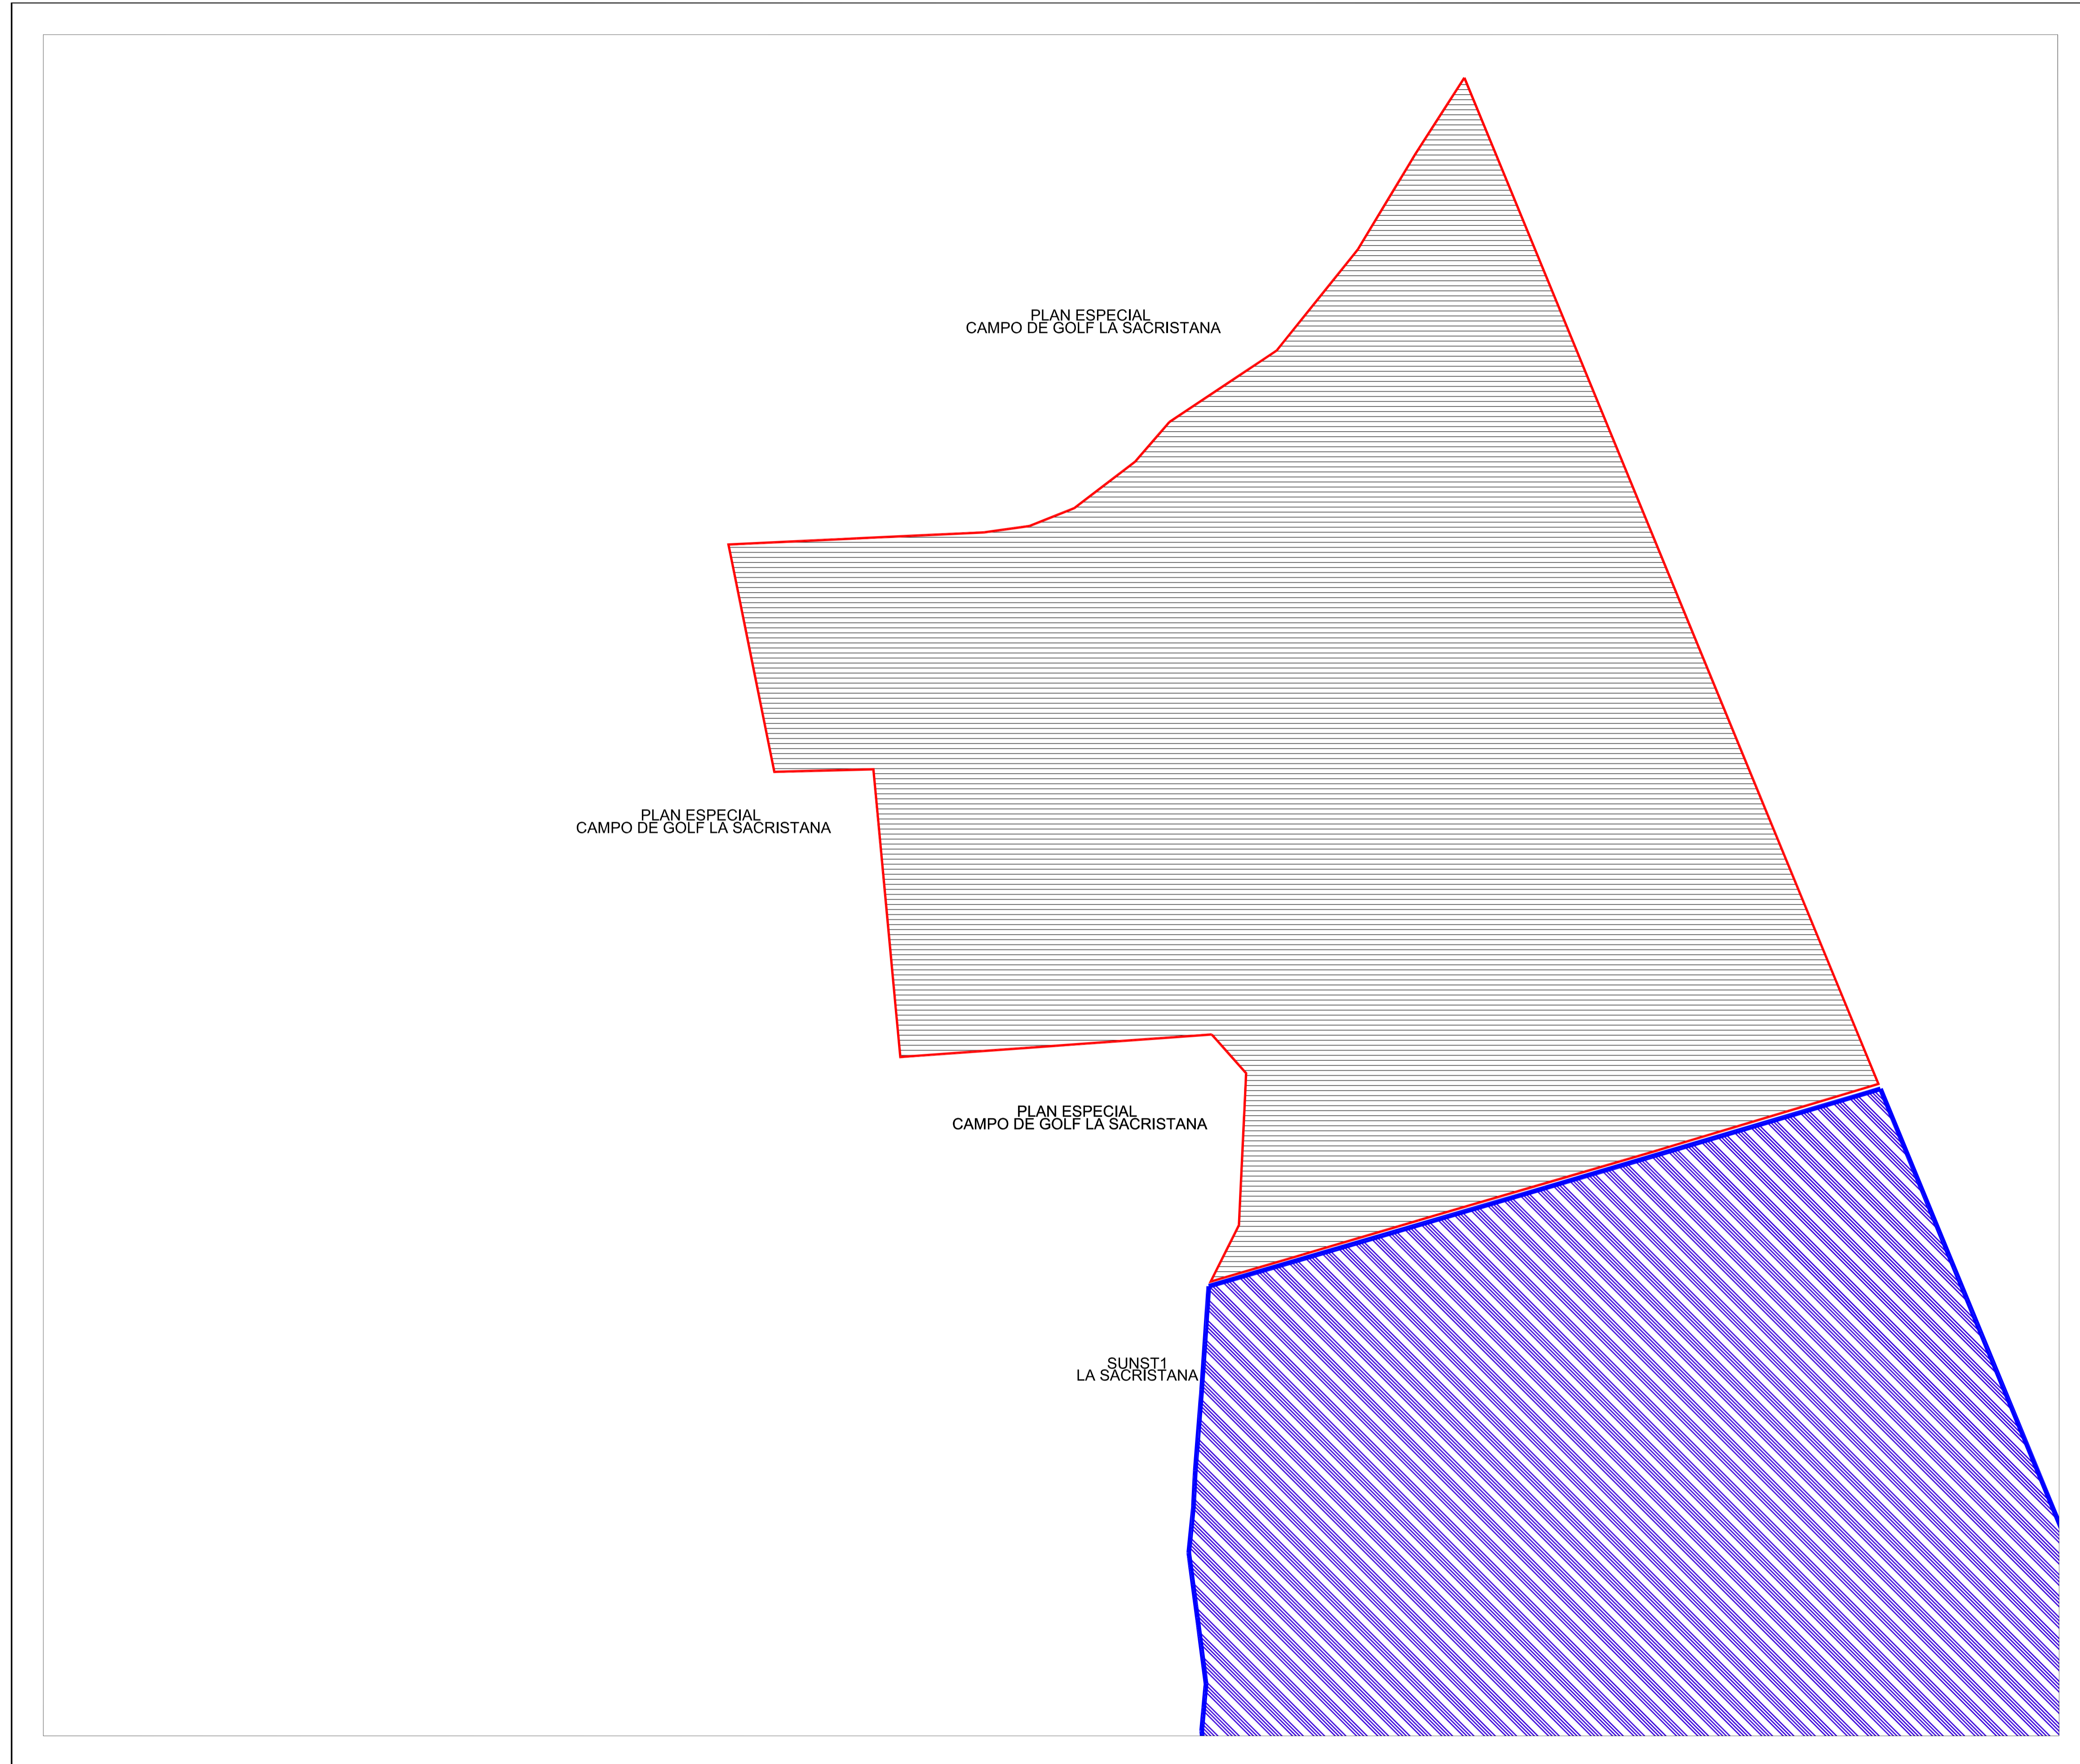 PLAN ESPECIAL
CAMPO DE GOLF LA SACRISTANA
PLAN ESPECIAL
CAMPO DE GOLF LA SACRISTANA
PLAN ESPECIAL
CAMPO DE GOLF LA SACRISTANA
SUNST1
LA SACRISTANA